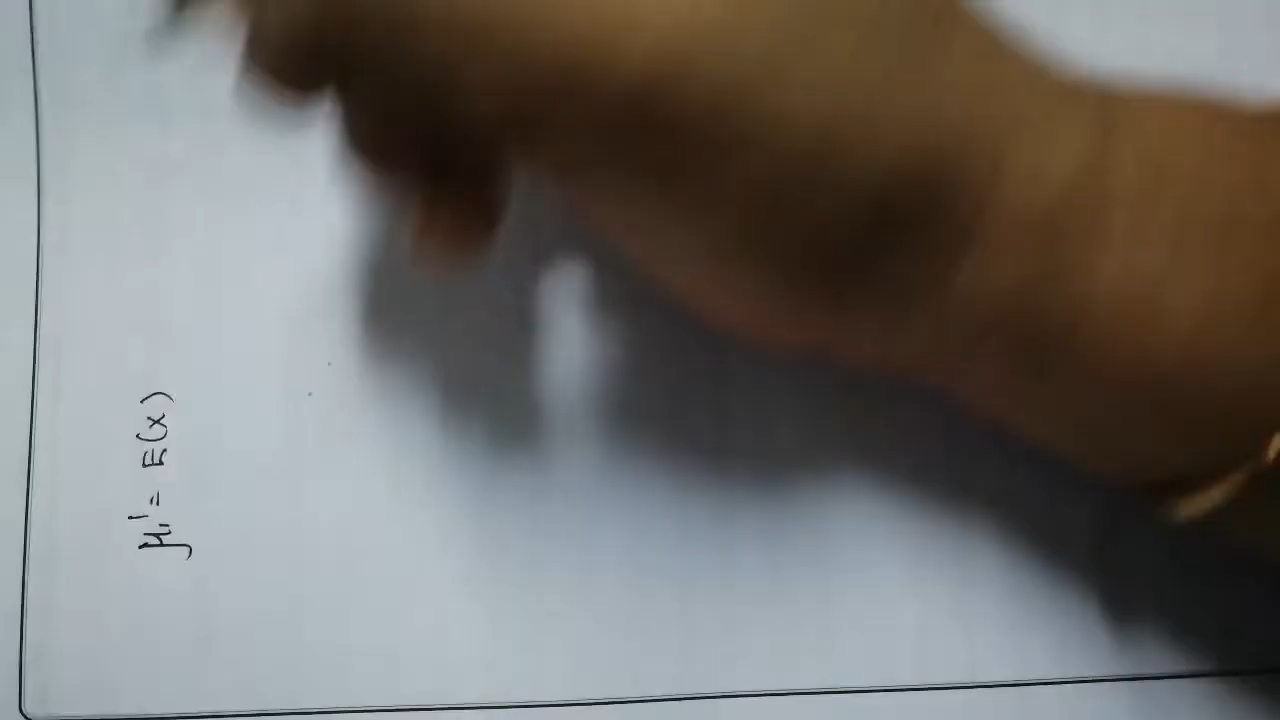 μ₁' = E(x)